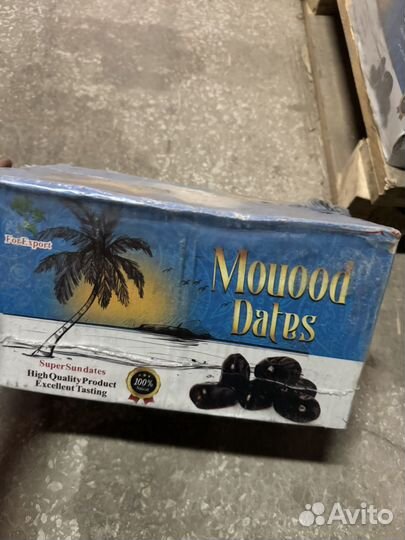 For Export
Mouood
Dates
Super Sundates
High Quality Product
Excellent Tasting
100%
Avito